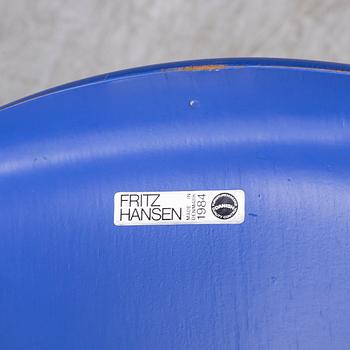 FRITZ
HANSEN
MADE IN
DENMARK
1984